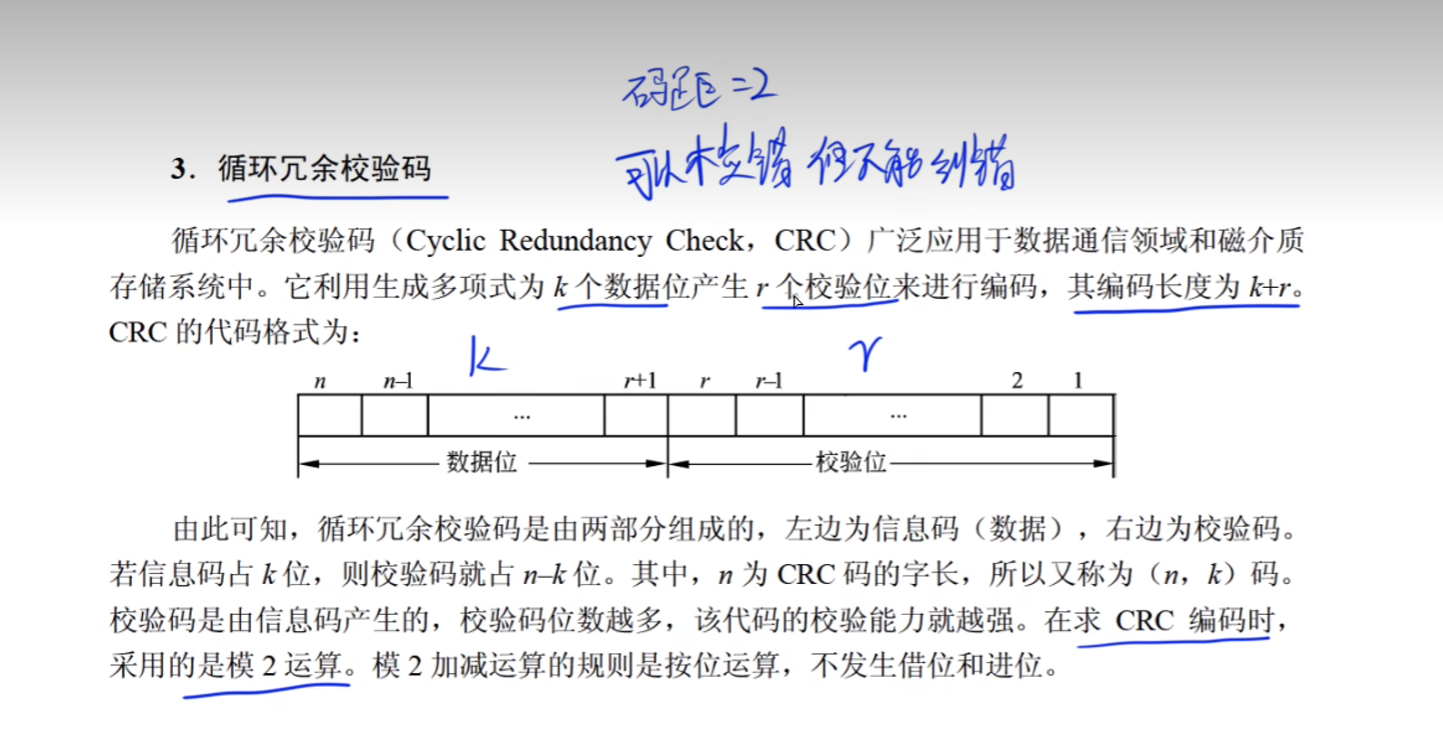 码距=2
可以检错 但不能纠错
3．循环冗余校验码
循环冗余校验码（Cyclic Redundancy Check，CRC）广泛应用于数据通信领域和磁介质
存储系统中。它利用生成多项式为 k 个数据位产生 r 个校验位来进行编码，其编码长度为 k+r。
CRC 的代码格式为：
k r
n n–1 r+1 r r–1 2 1
... ...
数据位 校验位
由此可知，循环冗余校验码是由两部分组成的，左边为信息码（数据），右边为校验码。
若信息码占 k 位，则校验码就占 n–k 位。其中，n 为 CRC 码的字长，所以又称为（n，k）码。
校验码是由信息码产生的，校验码位数越多，该代码的校验能力就越强。在求 CRC 编码时，
采用的是模 2 运算。模 2 加减运算的规则是按位运算，不发生借位和进位。